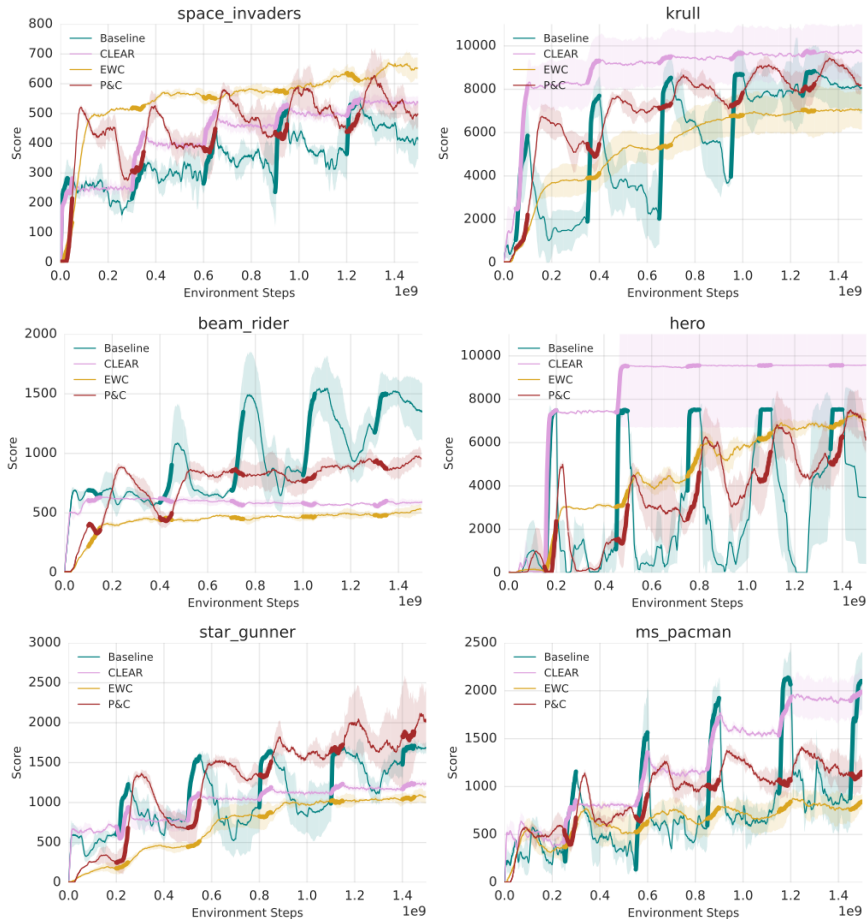 space_invaders
800
700
600
500
400
300
200
100
0
Score
Baseline
CLEAR
EWC
P&C
0.0 0.2 0.4 0.6 0.8 1.0 1.2 1.4
Environment Steps
1e9
krull
10000
8000
6000
4000
2000
0
Score
Baseline
CLEAR
EWC
P&C
0.0 0.2 0.4 0.6 0.8 1.0 1.2 1.4
Environment Steps
1e9
beam_rider
2000
1500
1000
500
0
Score
Baseline
CLEAR
EWC
P&C
0.0 0.2 0.4 0.6 0.8 1.0 1.2 1.4
Environment Steps
1e9
hero
10000
8000
6000
4000
2000
0
Score
Baseline
CLEAR
EWC
P&C
0.0 0.2 0.4 0.6 0.8 1.0 1.2 1.4
Environment Steps
1e9
star_gunner
3000
2500
2000
1500
1000
500
0
Score
Baseline
CLEAR
EWC
P&C
0.0 0.2 0.4 0.6 0.8 1.0 1.2 1.4
Environment Steps
1e9
ms_pacman
2500
2000
1500
1000
500
0
Score
Baseline
CLEAR
EWC
P&C
0.0 0.2 0.4 0.6 0.8 1.0 1.2 1.4
Environment Steps
1e9